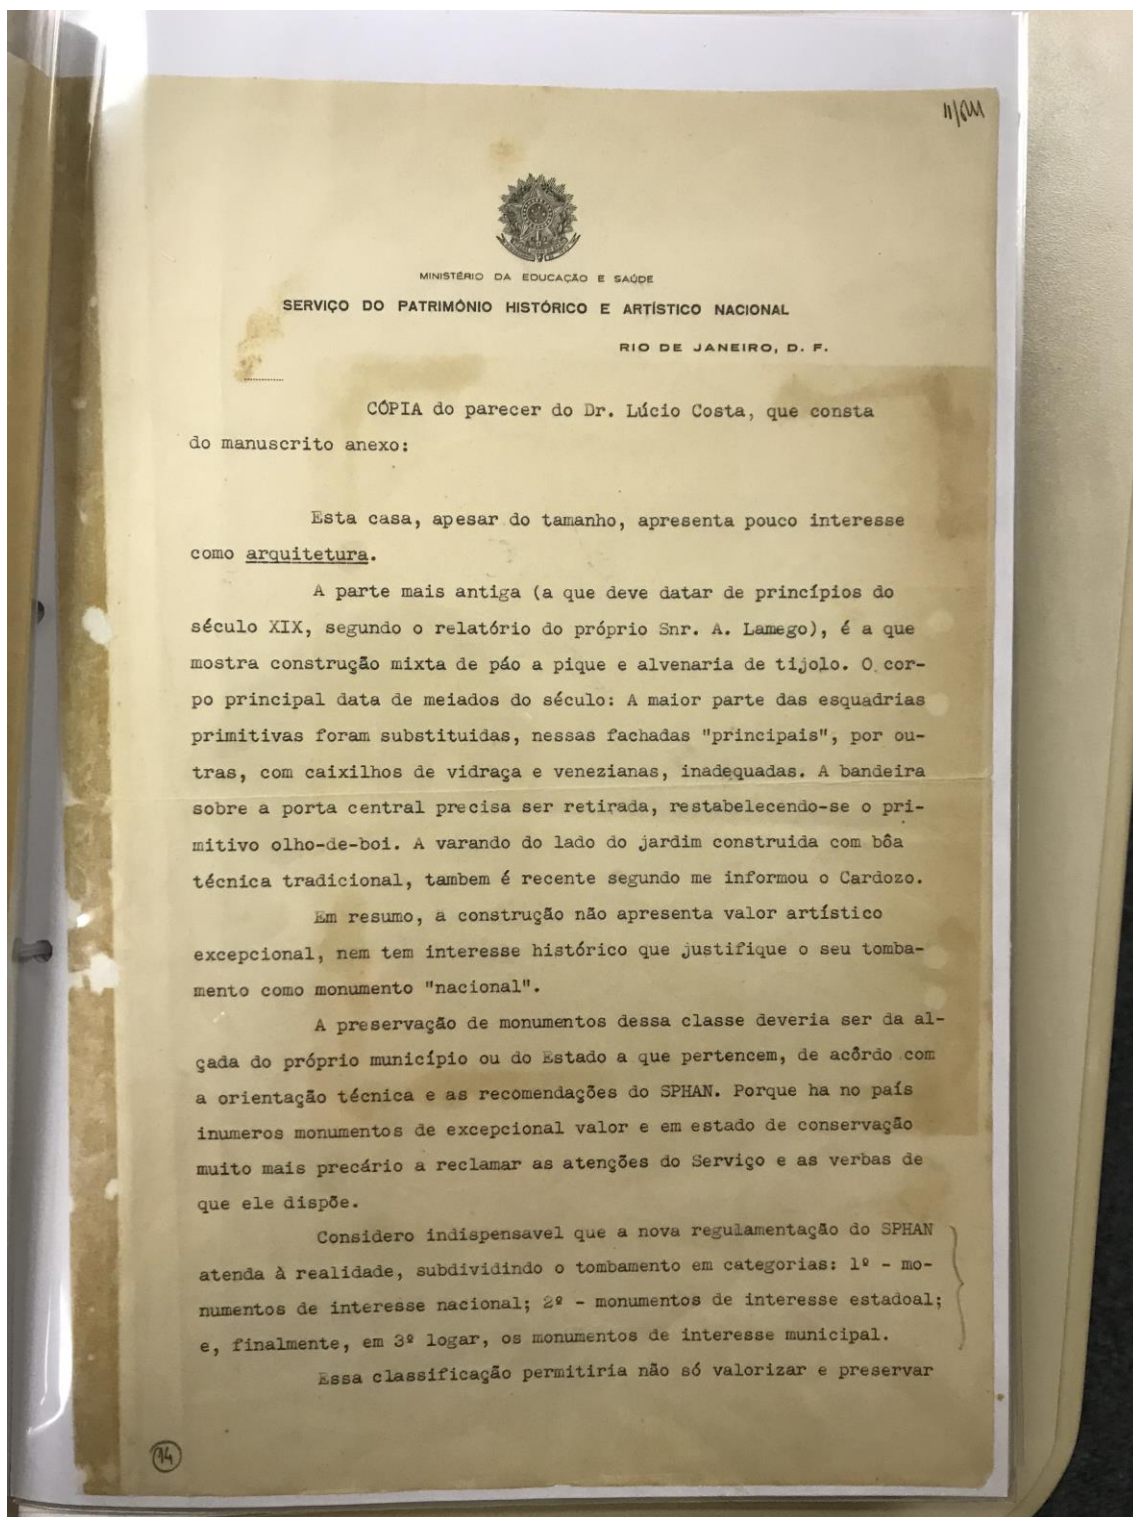 MINISTÉRIO DA EDUCAÇÃO E SAÚDE
SERVIÇO DO PATRIMÔNIO HISTÓRICO E ARTÍSTICO NACIONAL
RIO DE JANEIRO, D. F.
CÓPIA do parecer do Dr. Lúcio Costa, que consta
do manuscrito anexo:
Esta casa, apesar do tamanho, apresenta pouco interesse
como arquitetura.
A parte mais antiga (a que deve datar de princípios do
século XIX, segundo o relatório do próprio Snr. A. Lamego), é a que
mostra construção mixta de páo a pique e alvenaria de tijolo. O cor-
po principal data de meiados do século: A maior parte das esquadrias
primitivas foram substituidas, nessas fachadas "principais", por ou-
tras, com caixilhos de vidraça e venezianas, inadequadas. A bandeira
sobre a porta central precisa ser retirada, restabelecendo-se o pri-
mitivo olho-de-boi. A varando do lado do jardim construida com bôa
técnica tradicional, tambem é recente segundo me informou o Cardozo.
Em resumo, a construção não apresenta valor artístico
excepcional, nem tem interesse histórico que justifique o seu tomba-
mento como monumento "nacional".
A preservação de monumentos dessa classe deveria ser da al-
çada do próprio município ou do Estado a que pertencem, de acôrdo com
a orientação técnica e as recomendações do SPHAN. Porque ha no país
inumeros monumentos de excepcional valor e em estado de conservação
muito mais precário a reclamar as atenções do Serviço e as verbas de
que ele dispõe.
Considero indispensavel que a nova regulamentação do SPHAN
atenda à realidade, subdividindo o tombamento em categorias: 1º - mo-
numentos de interesse nacional; 2º - monumentos de interesse estadoal;
e, finalmente, em 3º logar, os monumentos de interesse municipal.
Essa classificação permitiria não só valorizar e preservar
14